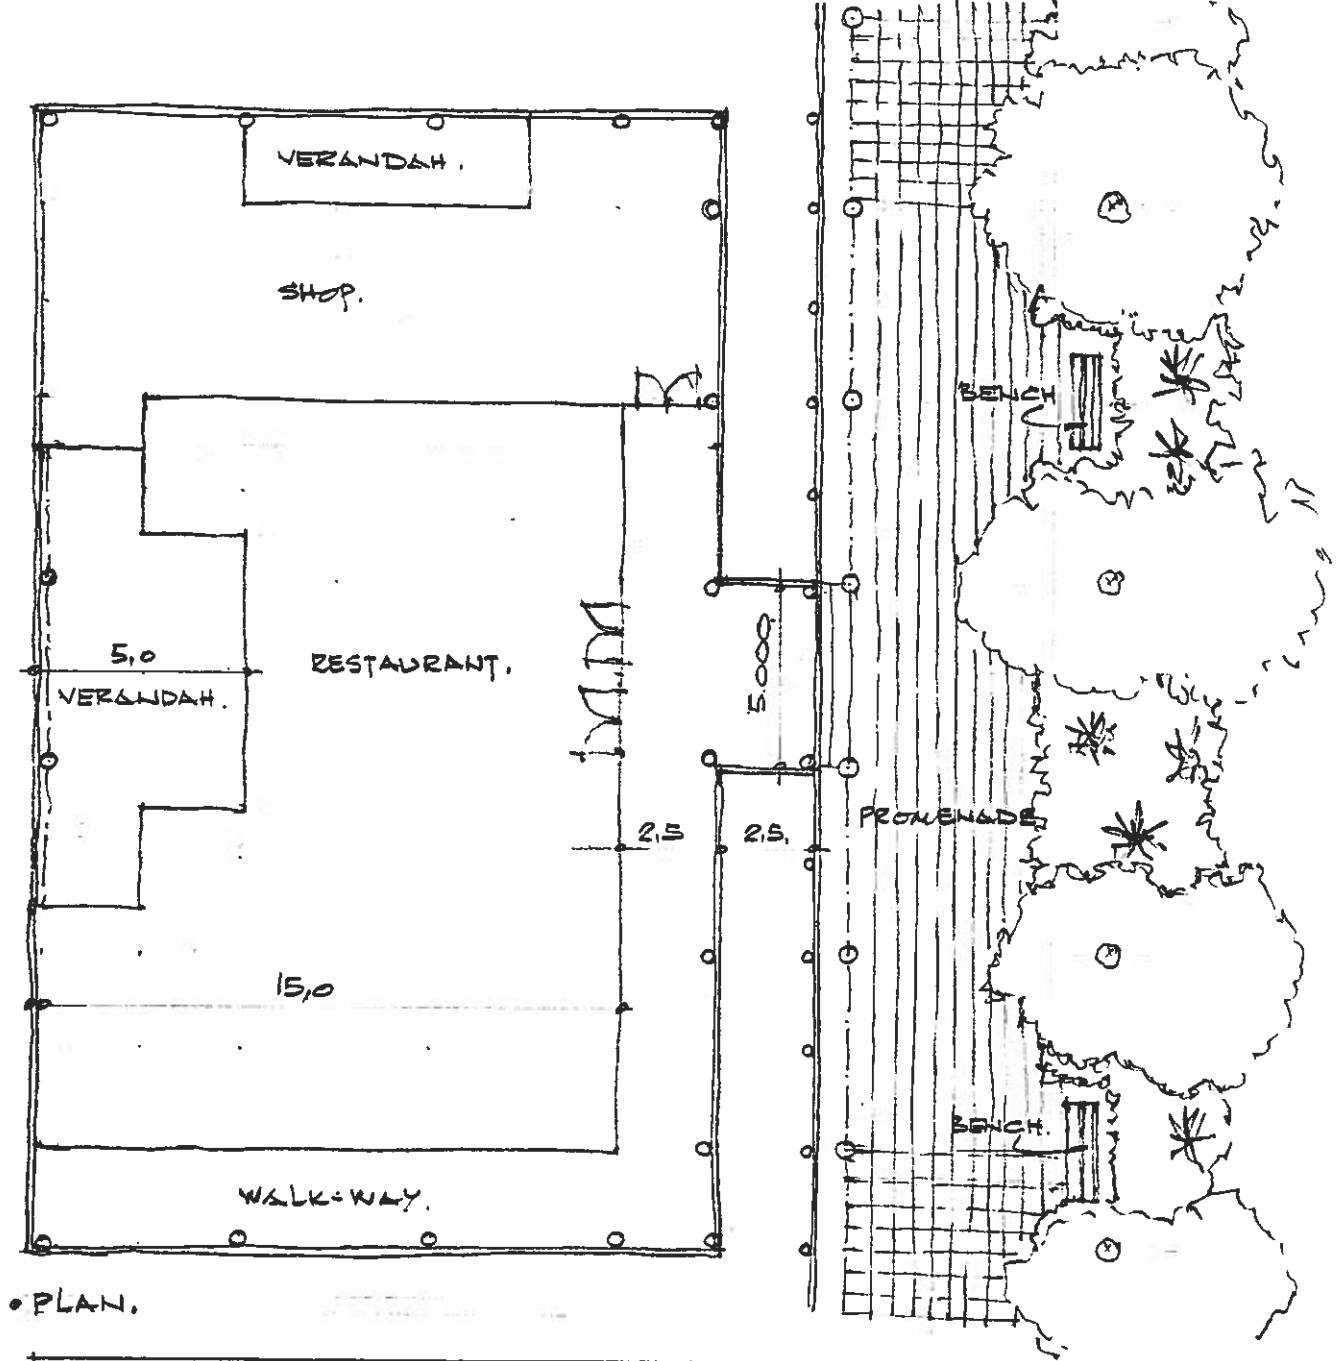 VERANDAH.
SHOP.
BENCH
5,0
RESTAURANT.
5.000
VERANDAH.
PROMENADE
2,5
2,5.
15,0
BENCH.
WALK-WAY.
• PLAN.